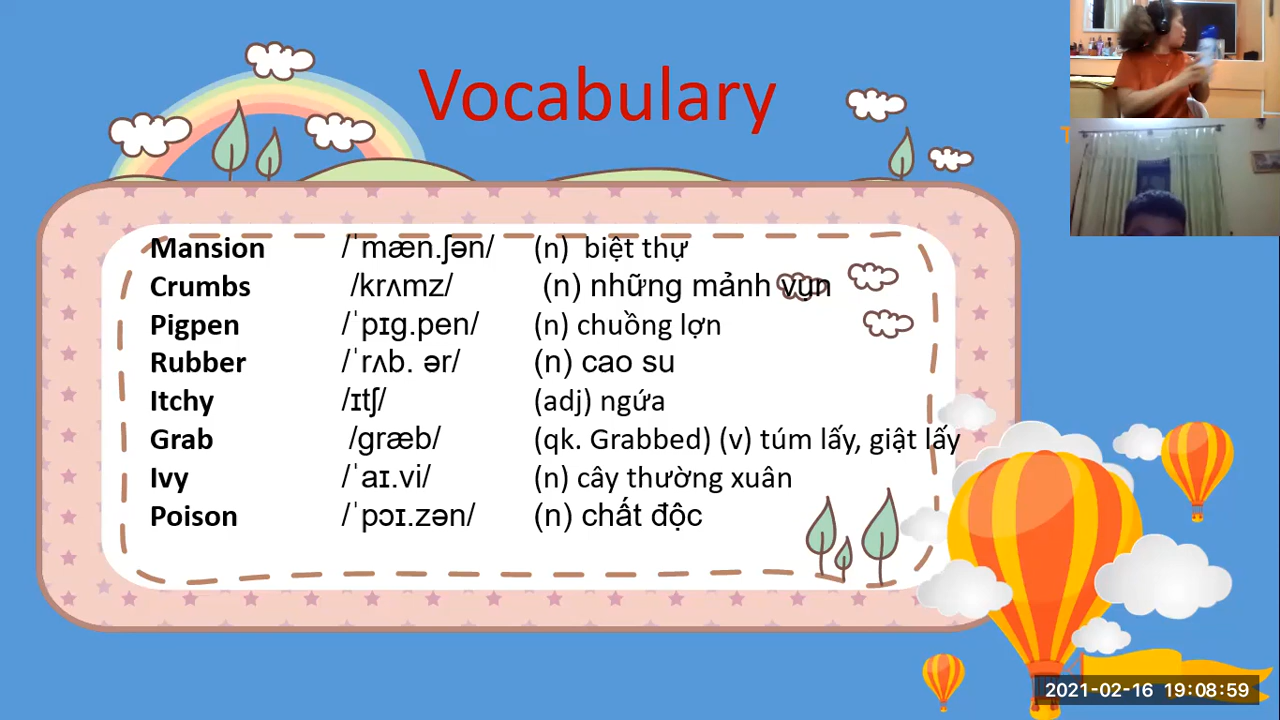 Vocabulary
Mansion /ˈmæn.ʃən/ (n) biệt thự
Crumbs /krʌmz/ (n) những mảnh vụn
Pigpen /ˈpɪg.pen/ (n) chuồng lợn
Rubber /ˈrʌb. ər/ (n) cao su
Itchy /ɪtʃ/ (adj) ngứa
Grab /græb/ (qk. Grabbed) (v) túm lấy, giật lấy
Ivy /ˈaɪ.vi/ (n) cây thường xuân
Poison /ˈpɔɪ.zən/ (n) chất độc
2021-02-16 19:08:59